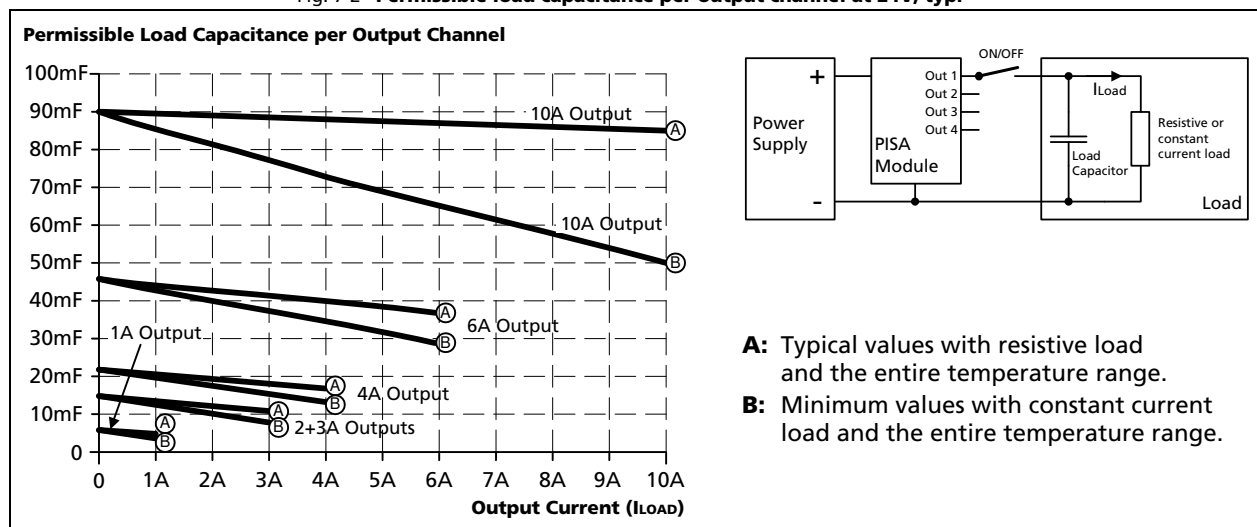 Fig. 7-2 Permissible load capacitance per output channel at 24V, typ.
Permissible Load Capacitance per Output Channel
100mF
90mF
80mF
70mF
60mF
50mF
40mF
30mF
20mF
10mF
0
10A Output
A
10A Output
B
A
6A Output
B
1A Output
A
4A Output
B
A
B
2+3A Outputs
A
B
0
1A
2A
3A
4A
5A
6A
7A
8A
9A
10A
Output Current (ILOAD)
ON/OFF
+
Out 1
Out 2
Out 3
Out 4
ILoad
Power
Supply
PISA
Module
Load
Capacitor
Resistive or
constant
current load
-
Load
A: Typical values with resistive load
and the entire temperature range.
B: Minimum values with constant current
load and the entire temperature range.